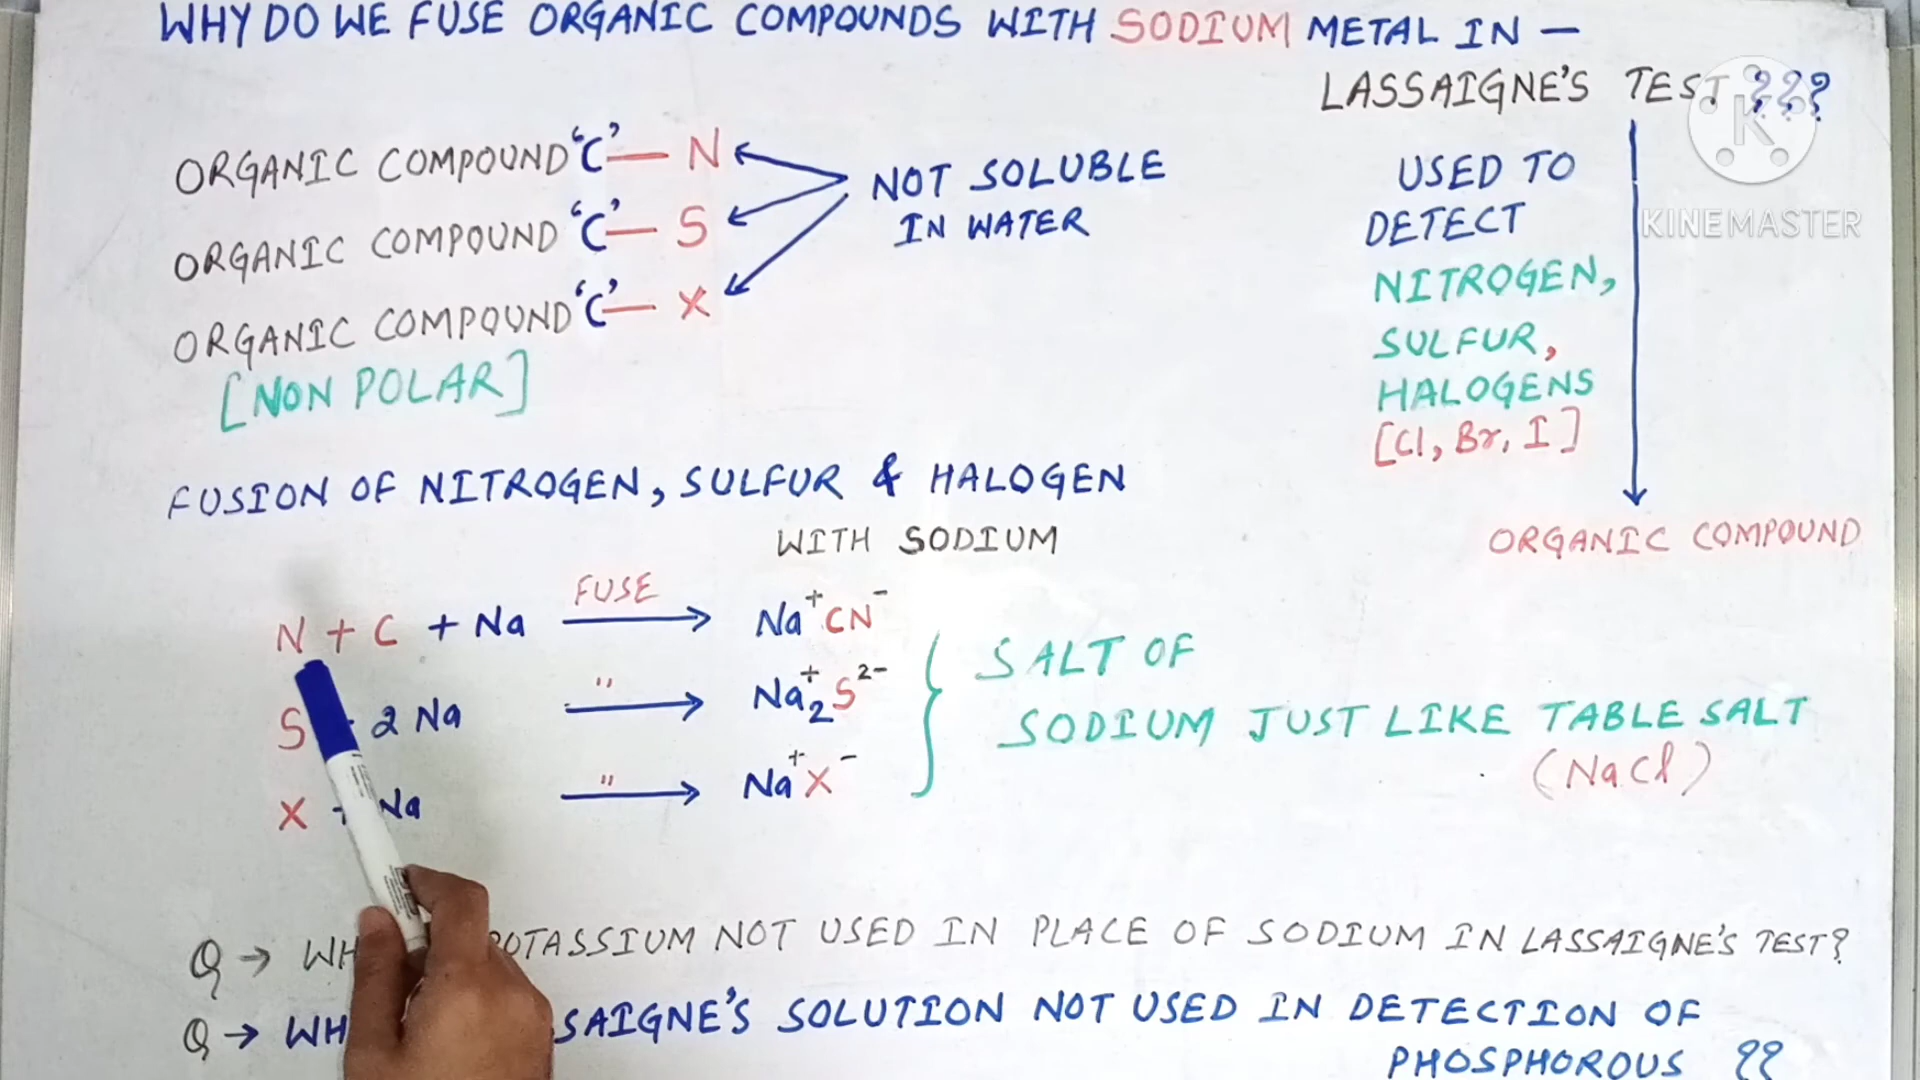 WHY DO WE FUSE ORGANIC COMPOUNDS WITH SODIUM METAL IN —
LASSAIGNE'S TEST ???
ORGANIC COMPOUND 'C' — N
ORGANIC COMPOUND 'C' — S
ORGANIC COMPOUND 'C' — X
[NON POLAR]
NOT SOLUBLE
IN WATER
USED TO
DETECT
NITROGEN,
SULFUR,
HALOGENS
[Cl, Br, I]
KINEMASTER
ORGANIC COMPOUND
FUSION OF NITROGEN, SULFUR & HALOGEN
WITH SODIUM
N + C + Na FUSE → Na⁺CN⁻
S 2 Na " → Na₂⁺S²⁻
X + Na " → Na⁺X⁻
SALT OF
SODIUM JUST LIKE TABLE SALT
(NaCl)
Q → WH POTASSIUM NOT USED IN PLACE OF SODIUM IN LASSAIGNE'S TEST?
Q → WH SAIGNE'S SOLUTION NOT USED IN DETECTION OF
PHOSPHOROUS ??